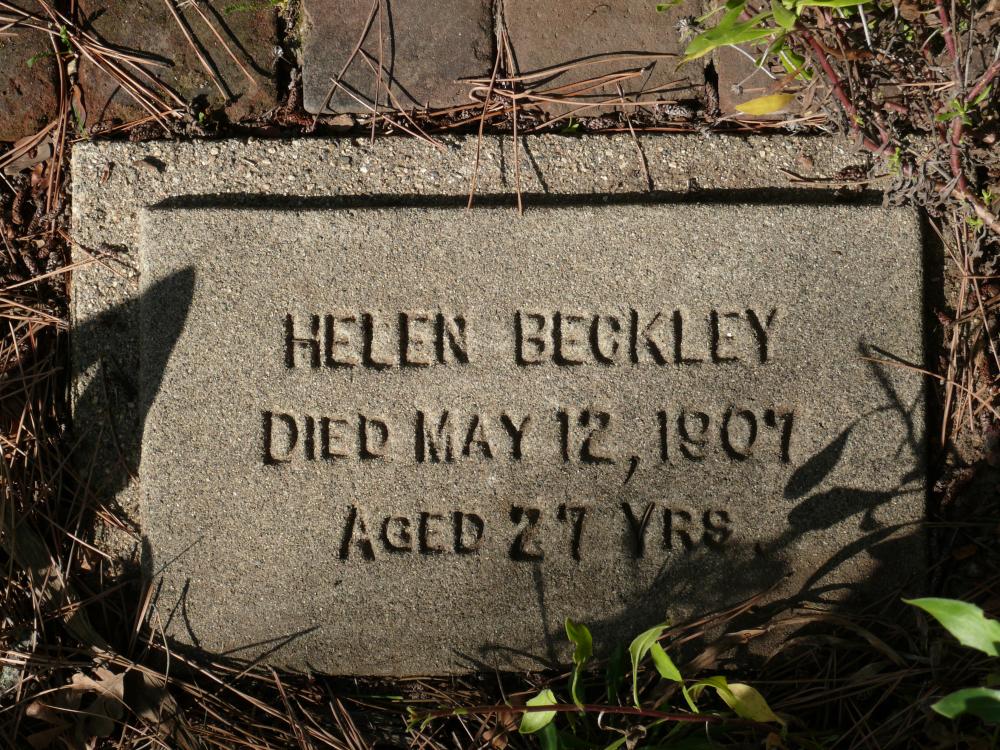 HELEN BECKLEY
DIED MAY 12, 1907
AGED 27 YRS.